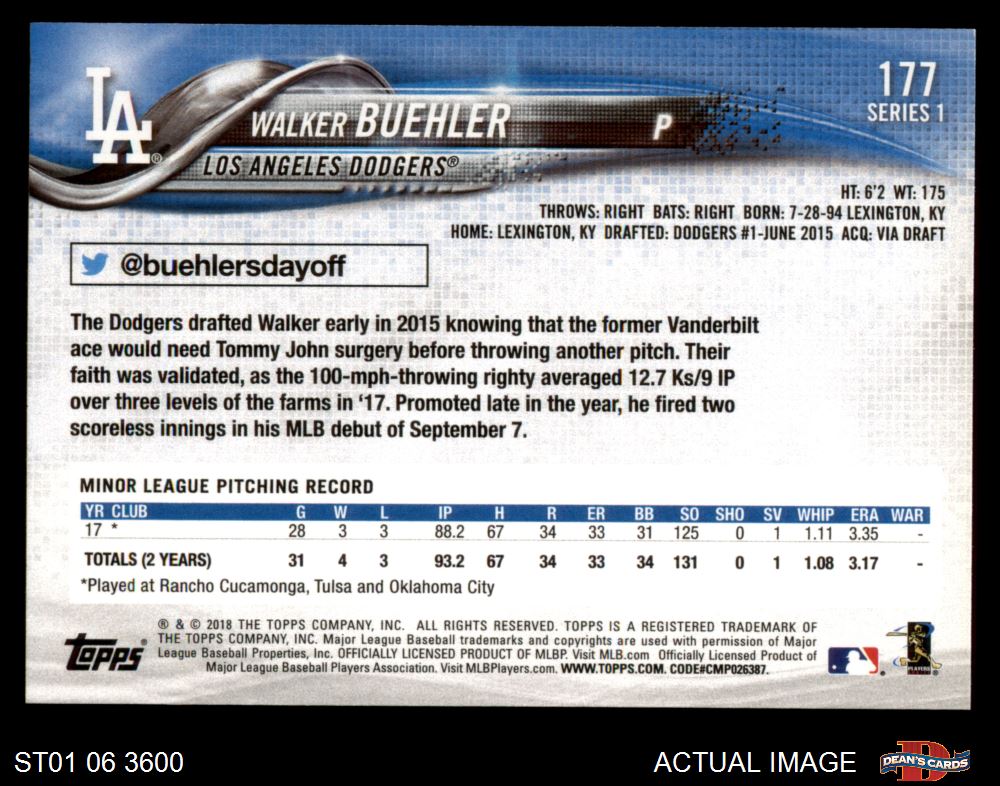 LA®
177
SERIES 1
WALKER BUEHLER P
LOS ANGELES DODGERS®
HT: 6'2 WT: 175
THROWS: RIGHT BATS: RIGHT BORN: 7-28-94 LEXINGTON, KY
HOME: LEXINGTON, KY DRAFTED: DODGERS #1-JUNE 2015 ACQ: VIA DRAFT
@buehlersdayoff
The Dodgers drafted Walker early in 2015 knowing that the former Vanderbilt
ace would need Tommy John surgery before throwing another pitch. Their
faith was validated, as the 100-mph-throwing righty averaged 12.7 Ks/9 IP
over three levels of the farms in '17. Promoted late in the year, he fired two
scoreless innings in his MLB debut of September 7.
MINOR LEAGUE PITCHING RECORD
YR CLUB G W L IP H R ER BB SO SHO SV WHIP ERA WAR
17 * 28 3 3 88.2 67 34 33 31 125 0 1 1.11 3.35 -
TOTALS (2 YEARS) 31 4 3 93.2 67 34 33 34 131 0 1 1.08 3.17 -
*Played at Rancho Cucamonga, Tulsa and Oklahoma City
® & © 2018 THE TOPPS COMPANY, INC. ALL RIGHTS RESERVED. TOPPS IS A REGISTERED TRADEMARK OF
THE TOPPS COMPANY, INC. Major League Baseball trademarks and copyrights are used with permission of Major
League Baseball Properties, Inc. OFFICIALLY LICENSED PRODUCT OF MLBP. Visit MLB.com Officially Licensed Product of
Major League Baseball Players Association. Visit MLBPlayers.com. WWW.TOPPS.COM. CODE#CMP026387.
TOPPS®
PLAYERS
ST01 06 3600
ACTUAL IMAGE
DEAN'S CARDS